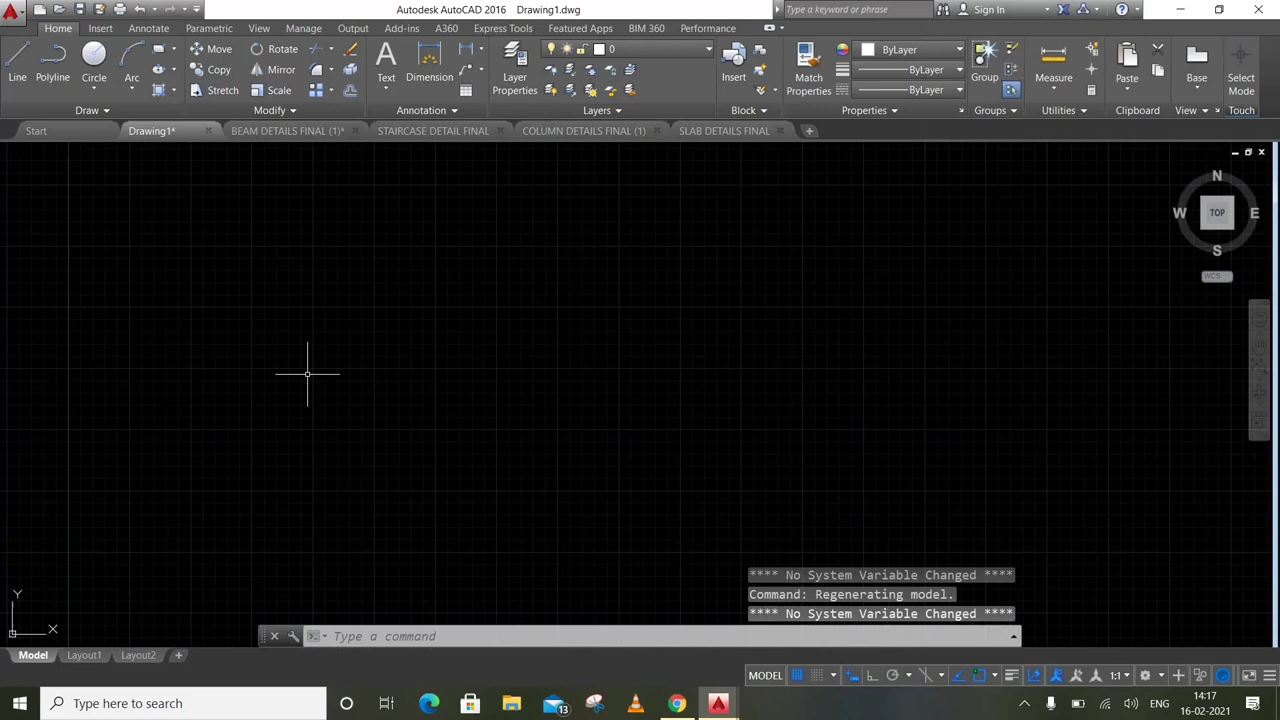 Autodesk AutoCAD 2016 Drawing1.dwg
Type a keyword or phrase
Sign In
Home Insert Annotate Parametric View Manage Output Add-ins A360 Express Tools Featured Apps BIM 360 Performance
Line
Polyline
Circle
Arc
Move
Rotate
Copy
Mirror
Stretch
Scale
Text
Dimension
Layer
Properties
0
Insert
Match
Properties
ByLayer
ByLayer
ByLayer
Group
Measure
Paste
Base
Select
Mode
Draw
Modify
Annotation
Layers
Block
Properties
Groups
Utilities
Clipboard
View
Touch
Start
Drawing1*
BEAM DETAILS FINAL (1)*
STAIRCASE DETAIL FINAL
COLUMN DETAILS FINAL (1)
SLAB DETAILS FINAL
N
W TOP E
S
WCS
**** No System Variable Changed ****
Command: Regenerating model.
**** No System Variable Changed ****
Y
X
Type a command
Model
Layout1
Layout2
MODEL
1:1
Type here to search
13
ENG
14:17
16-02-2021
2